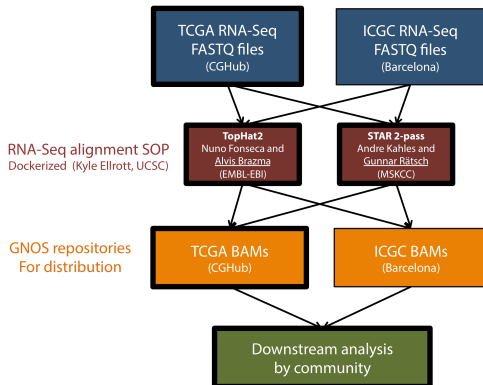 TCGA RNA-Seq
FASTQ files
(CGHub)
ICGC RNA-Seq
FASTQ files
(Barcelona)
RNA-Seq alignment SOP
Dockerized (Kyle Ellrott, UCSC)
TopHat2
Nuno Fonseca and
Alvis Brazma
(EMBL-EBI)
STAR 2-pass
Andre Kahles and
Gunnar Rätsch
(MSKCC)
GNOS repositories
For distribution
TCGA BAMs
(CGHub)
ICGC BAMs
(Barcelona)
Downstream analysis
by community